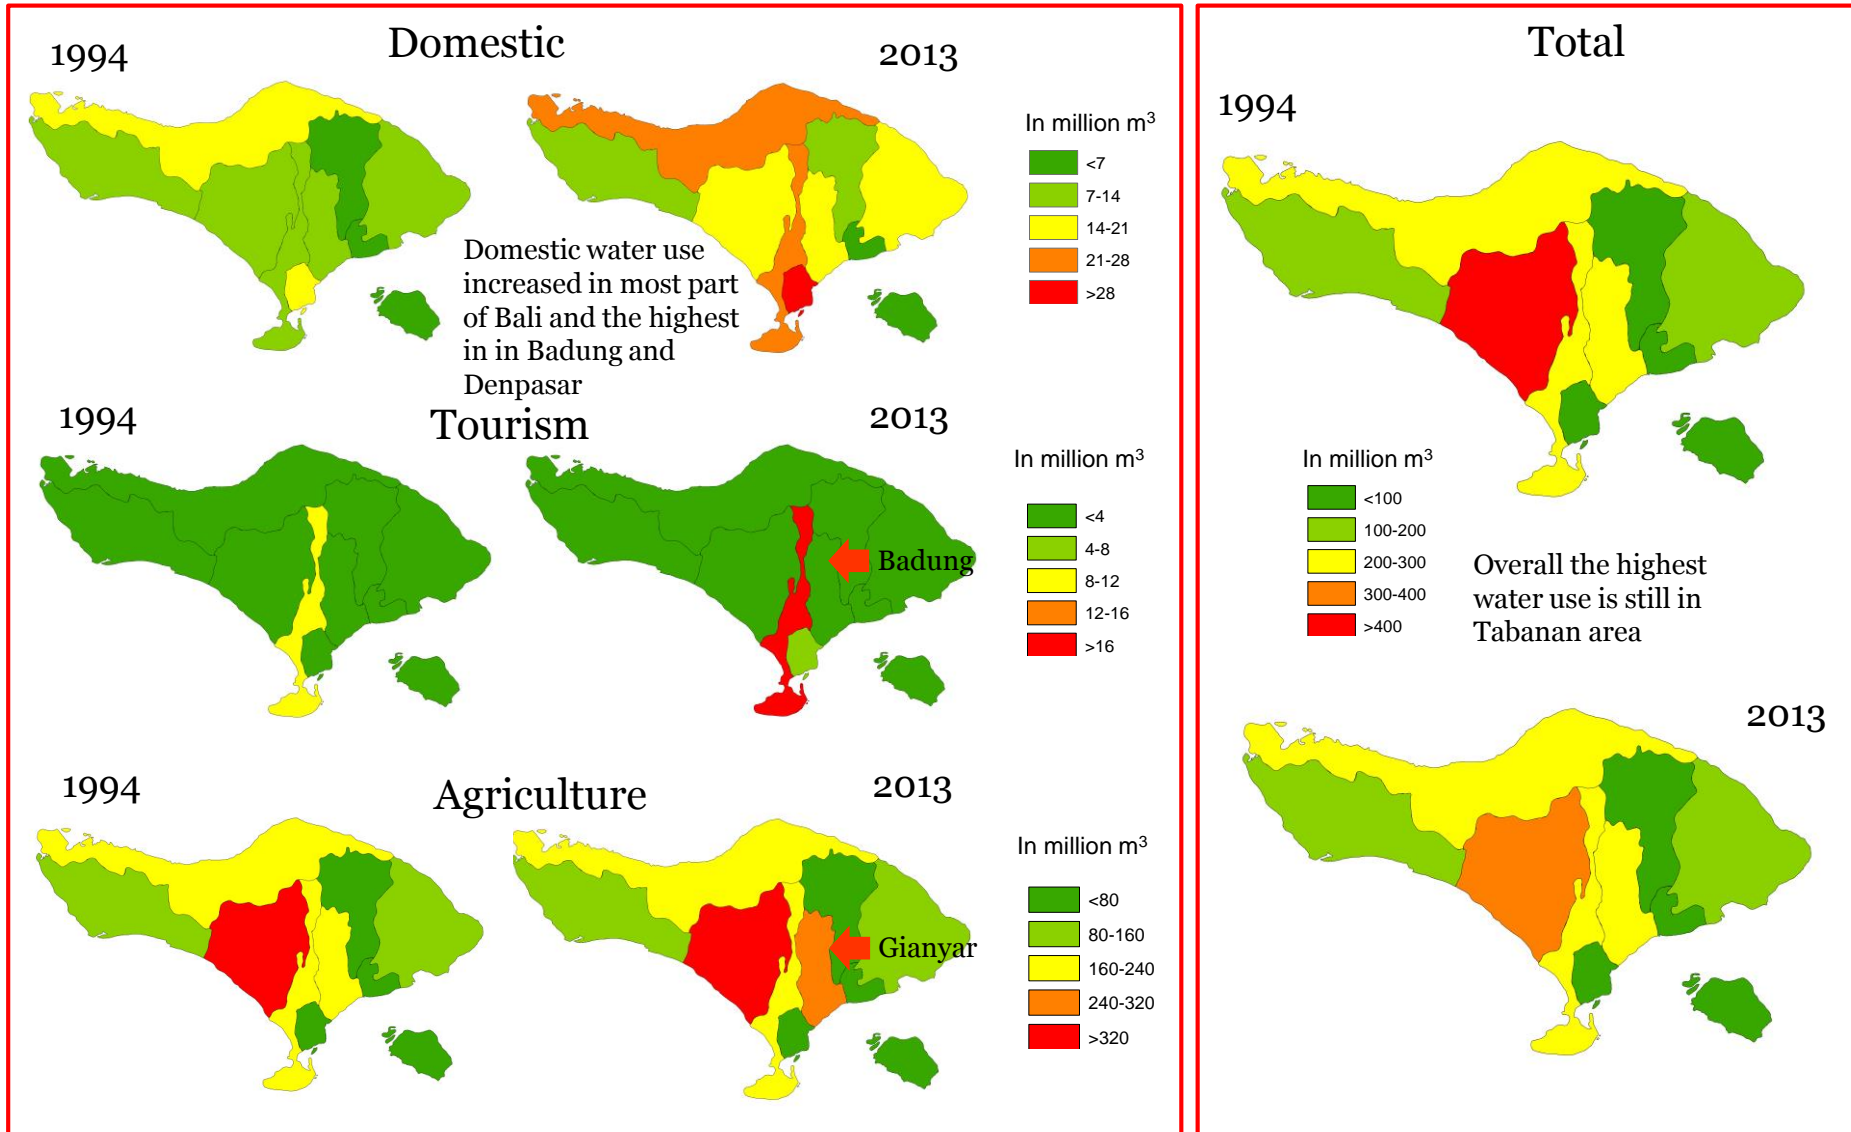 Domestic
1994
2013
In million m³
<7
7-14
14-21
21-28
>28
Domestic water use
increased in most part
of Bali and the highest
in in Badung and
Denpasar
Tourism
1994
2013
In million m³
<4
4-8
8-12
12-16
>16
Badung
Agriculture
1994
2013
In million m³
<80
80-160
160-240
240-320
>320
Gianyar
Total
1994
In million m³
<100
100-200
200-300
300-400
>400
Overall the highest
water use is still in
Tabanan area
2013